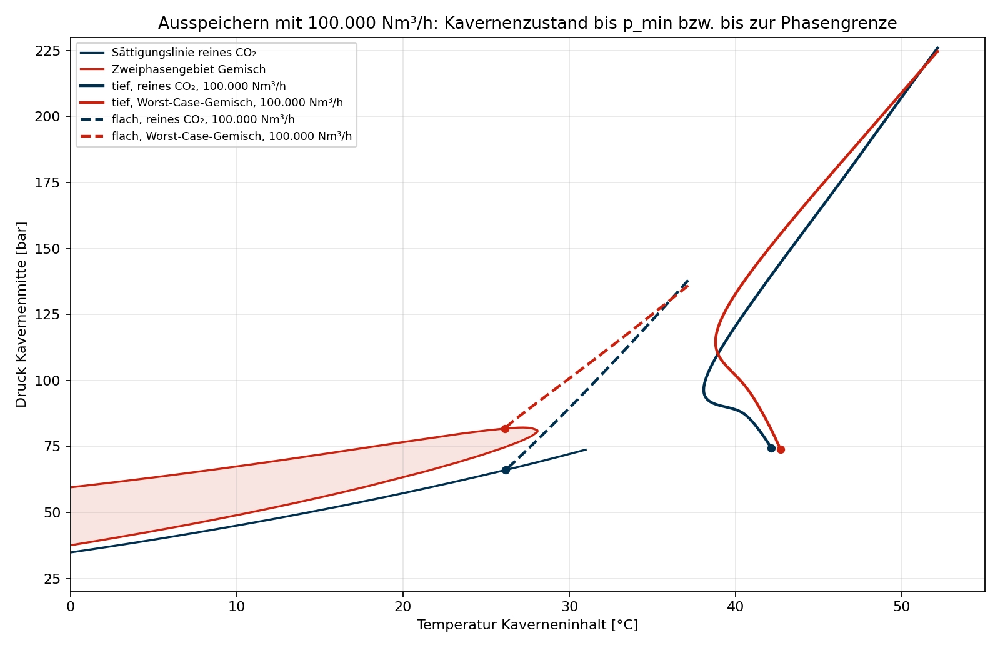 Ausspeichern mit 100.000 Nm³/h: Kavernenzustand bis p_min bzw. bis zur Phasengrenze
Sättigungslinie reines CO₂
Zweiphasengebiet Gemisch
tief, reines CO₂, 100.000 Nm³/h
tief, Worst-Case-Gemisch, 100.000 Nm³/h
flach, reines CO₂, 100.000 Nm³/h
flach, Worst-Case-Gemisch, 100.000 Nm³/h
Druck Kavernenmitte [bar]
225
200
175
150
125
100
75
50
25
0 10 20 30 40 50
Temperatur Kaverneninhalt [°C]